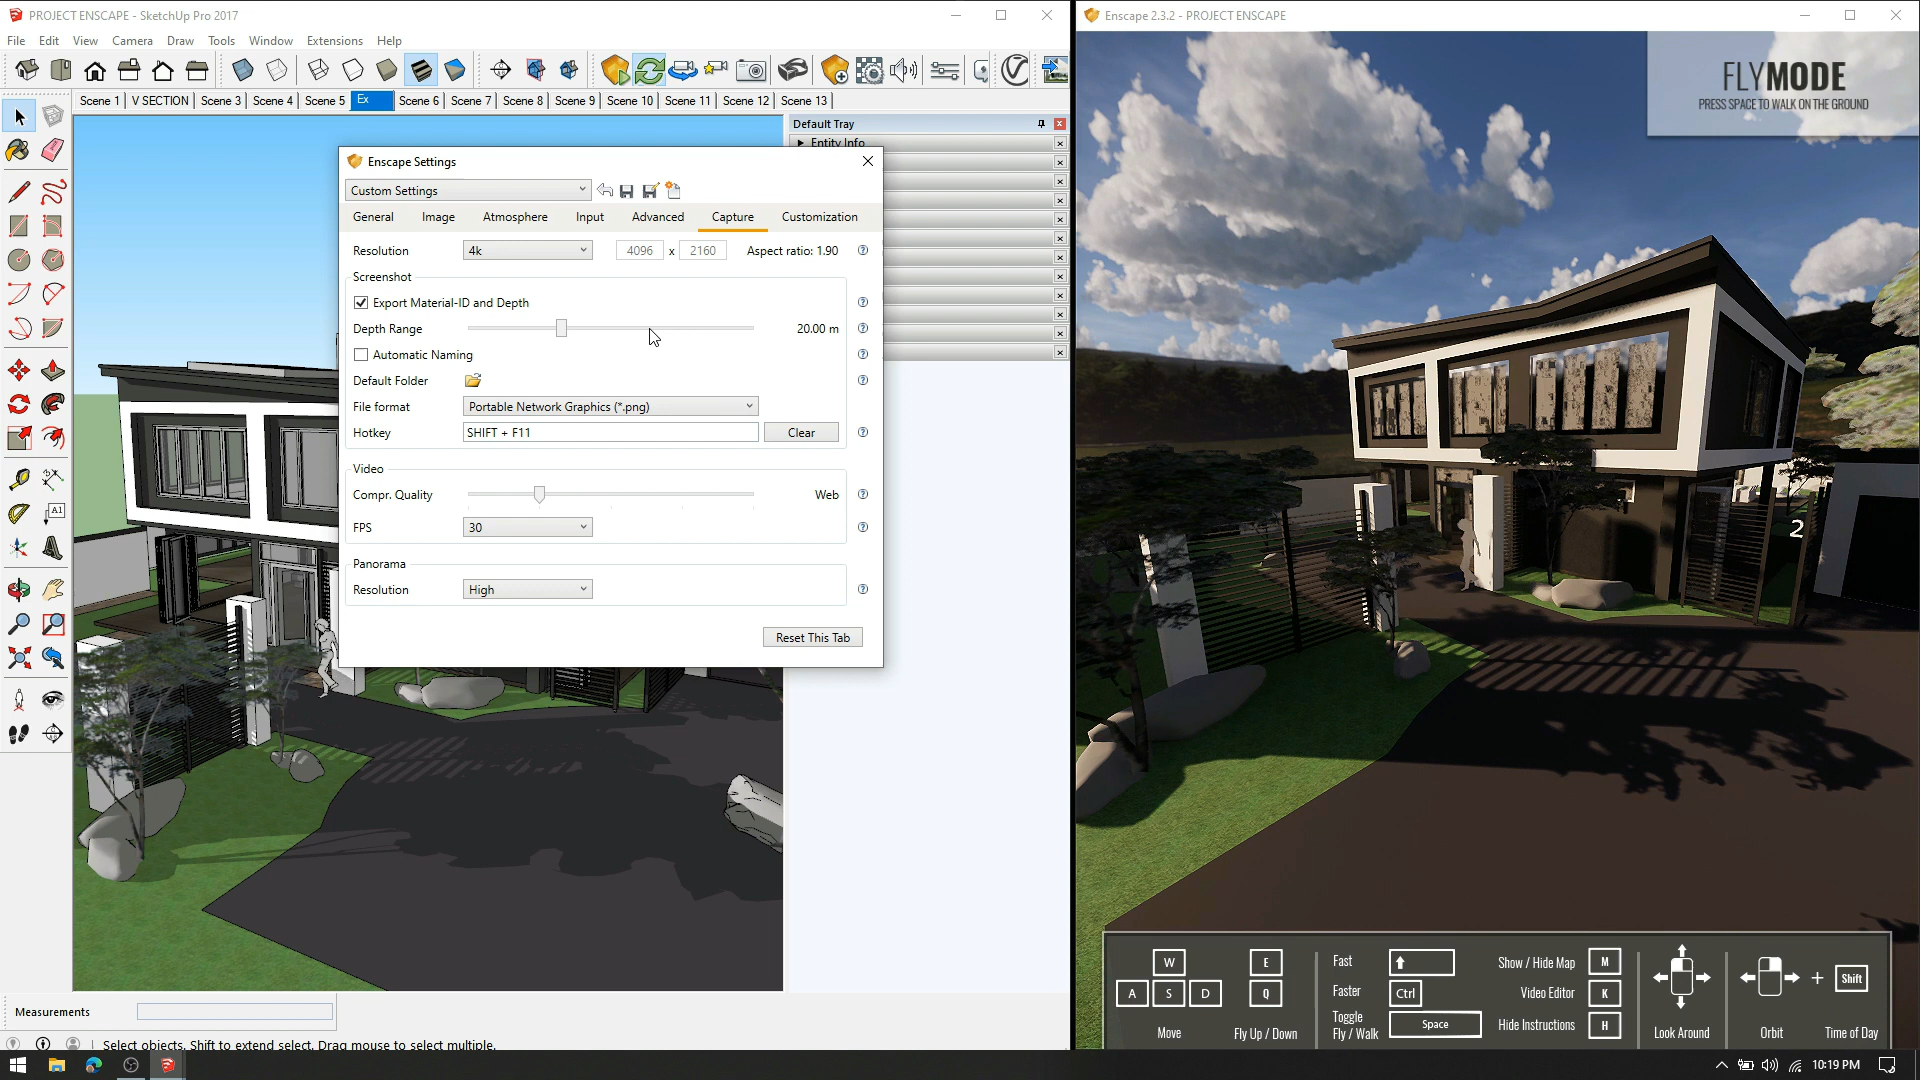 PROJECT ENSCAPE - SketchUp Pro 2017
File Edit View Camera Draw Tools Window Extensions Help
Scene 1 V SECTION Scene 3 Scene 4 Scene 5 Ex Scene 6 Scene 7 Scene 8 Scene 9 Scene 10 Scene 11 Scene 12 Scene 13
Default Tray
Entity Info
Enscape Settings
Custom Settings
General Image Atmosphere Input Advanced Capture Customization
Resolution 4k 4096 x 2160 Aspect ratio: 1.90
Screenshot
Export Material-ID and Depth
Depth Range 20.00 m
Automatic Naming
Default Folder
File format Portable Network Graphics (*.png)
Hotkey SHIFT + F11 Clear
Video
Compr. Quality Web
FPS 30
Panorama
Resolution High
Reset This Tab
A1
Measurements
Select objects. Shift to extend select. Drag mouse to select multiple.
Enscape 2.3.2 - PROJECT ENSCAPE
FLYMODE
PRESS SPACE TO WALK ON THE GROUND
2
W
A S D
Move
E
Q
Fly Up / Down
Fast
Faster Ctrl
Toggle
Fly / Walk Space
Show / Hide Map M
Video Editor K
Hide Instructions H
Look Around
Orbit
+ Shift
Time of Day
10:19 PM